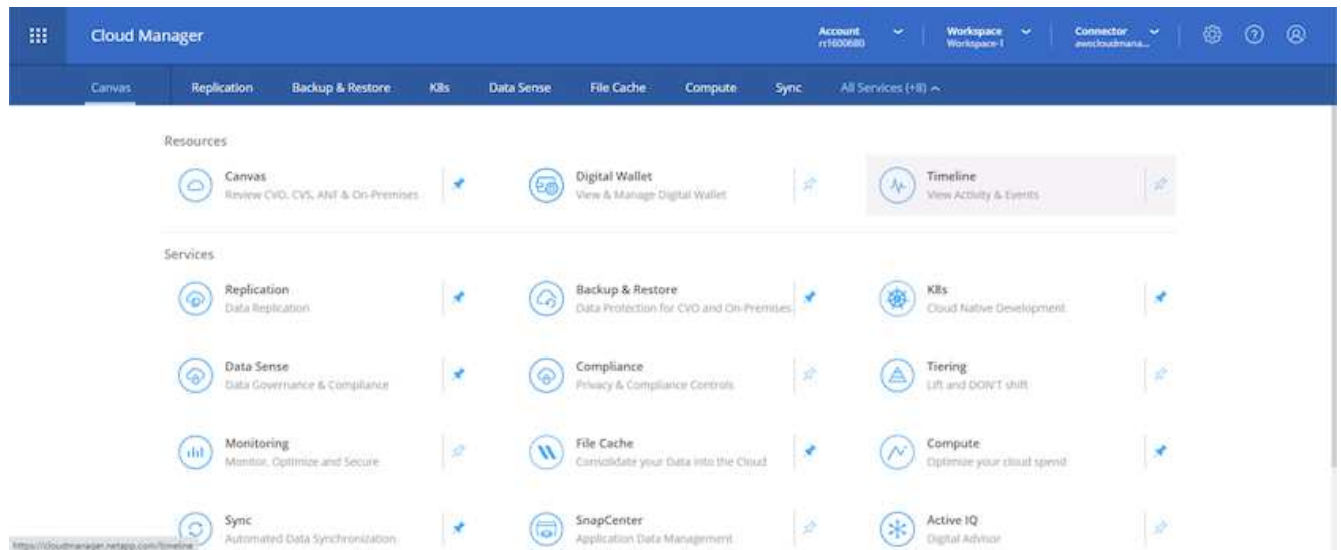 Cloud Manager
Account
rr1600680
Workspace
Workspace-1
Connector
awscloudmana...
Canvas
Replication
Backup & Restore
K8s
Data Sense
File Cache
Compute
Sync
All Services (+8)
Resources
Canvas
Review CVO, CVS, ANF & On-Premises
Digital Wallet
View & Manage Digital Wallet
Timeline
View Activity & Events
Services
Replication
Data Replication
Backup & Restore
Data Protection for CVO and On-Premises
K8s
Cloud Native Development
Data Sense
Data Governance & Compliance
Compliance
Privacy & Compliance Controls
Tiering
Lift and DON'T shift
Monitoring
Monitor, Optimize and Secure
File Cache
Consolidate your Data into the Cloud
Compute
Optimize your cloud spend
Sync
Automated Data Synchronization
SnapCenter
Application Data Management
Active IQ
Digital Advisor
https://cloudmanager.netapp.com/timeline